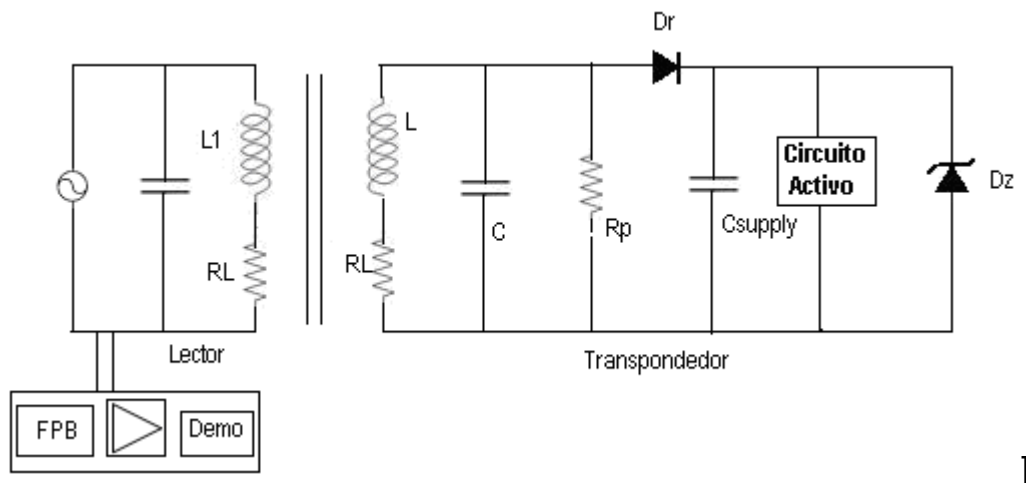 Dr
L1
L
Circuito
Activo
Dz
C
Rp
Csupply
RL
RL
Lector
Transpondedor
FPB
Demo